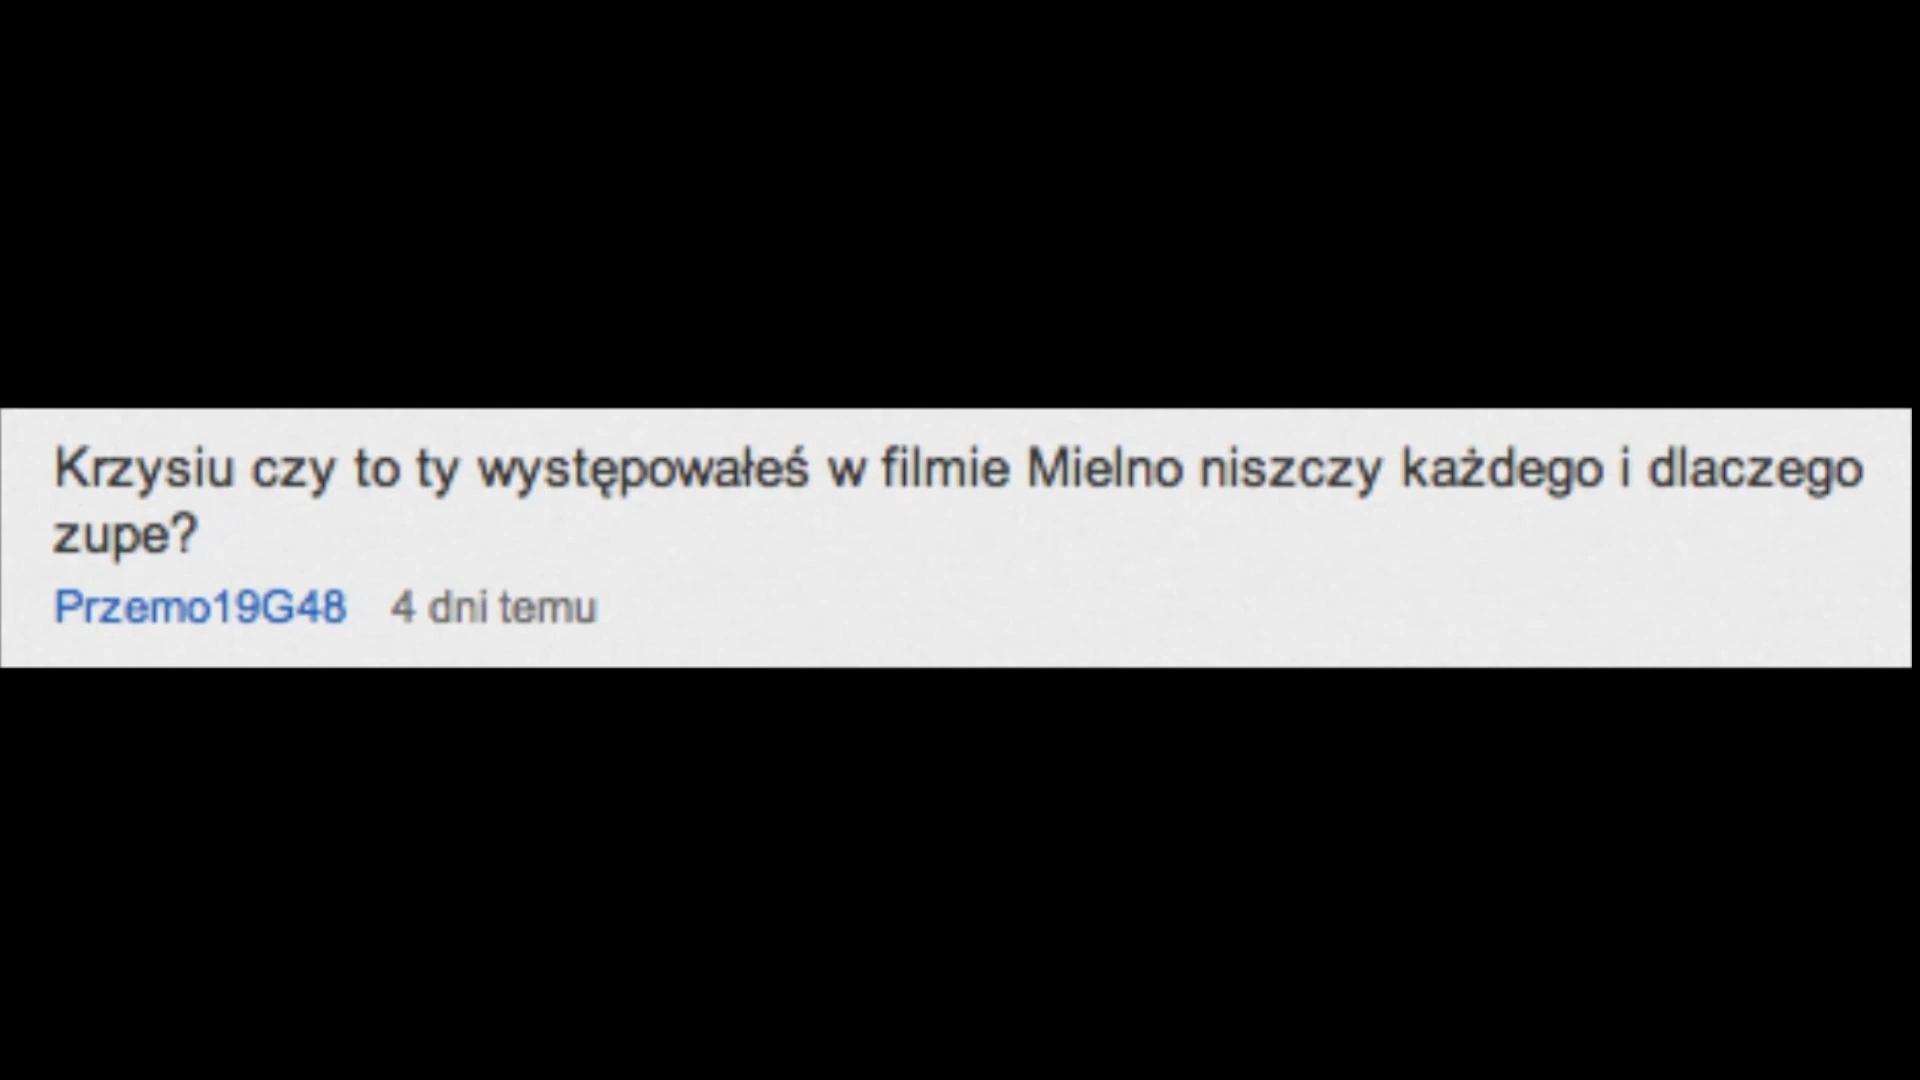 Krzysiu czy to ty występowałeś w filmie Mielno niszczy każdego i dlaczego
zupe?
Przemo19G48 4 dni temu